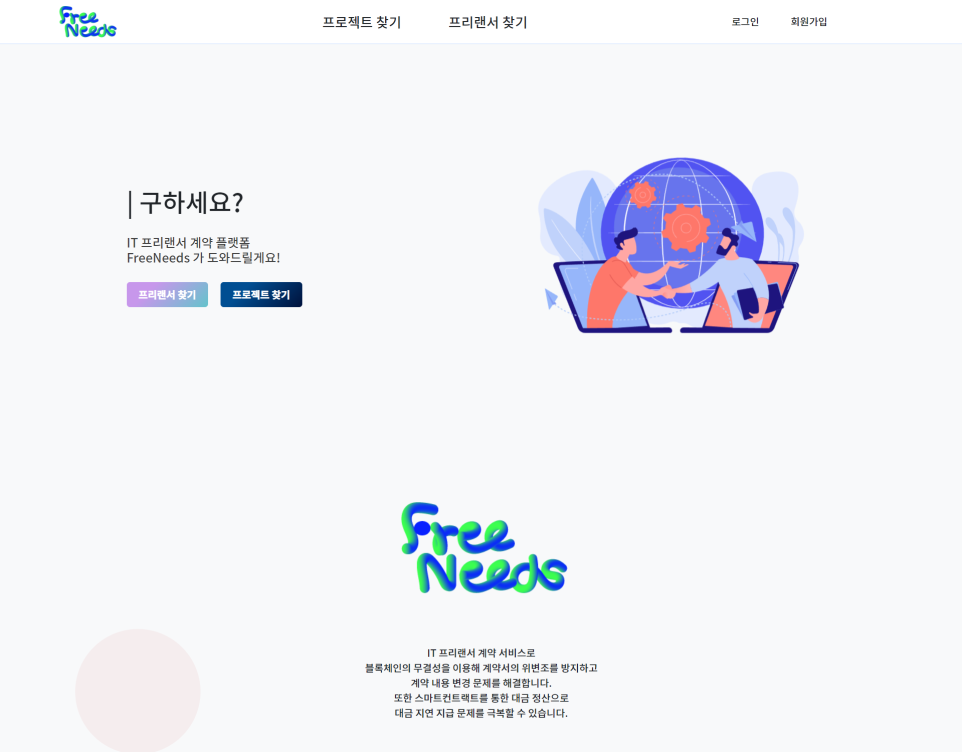 Free
Needs
프로젝트 찾기
프리랜서 찾기
로그인
회원가입
| 구하세요?
IT 프리랜서 계약 플랫폼
FreeNeeds 가 도와드릴게요!
프리랜서 찾기
프로젝트 찾기
Free
Needs
IT 프리랜서 계약 서비스로
블록체인의 무결성을 이용해 계약서의 위변조를 방지하고
계약 내용 변경 문제를 해결합니다.
또한 스마트컨트랙트를 통한 대금 정산으로
대금 지연 지급 문제를 극복할 수 있습니다.